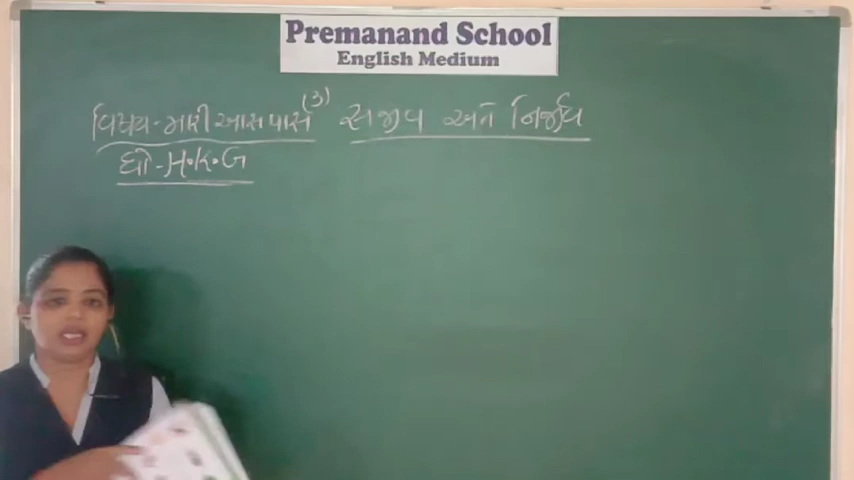 Premanand School
English Medium
વિષય-મારી આસપાસ (3) સજીવ અને નિર્જીવ
ધો-H.K.G